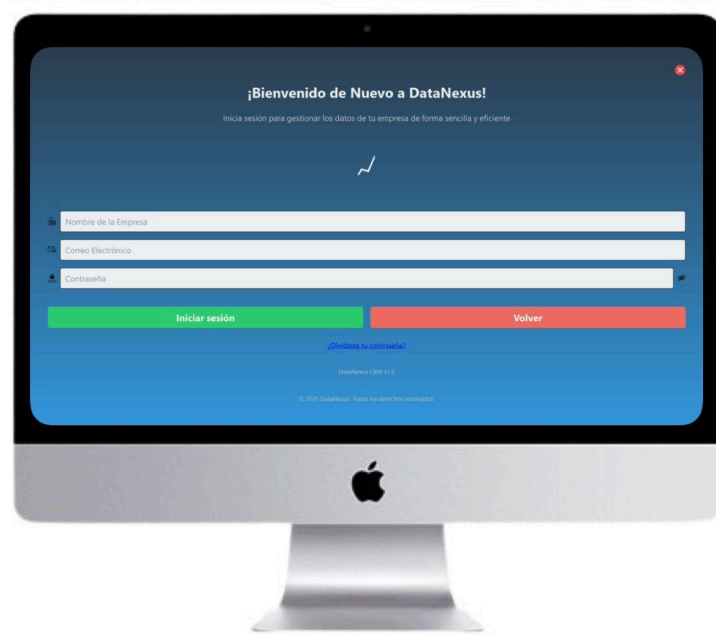 ¡Bienvenido de Nuevo a DataNexus!
Inicia sesión para gestionar los datos de tu empresa de forma sencilla y eficiente
Nombre de la Empresa
Correo Electrónico
Contraseña
Iniciar sesión Volver
¿Olvidaste tu contraseña?
DataNexus CRM v1.0
© 2025 DataNexus. Todos los derechos reservados.